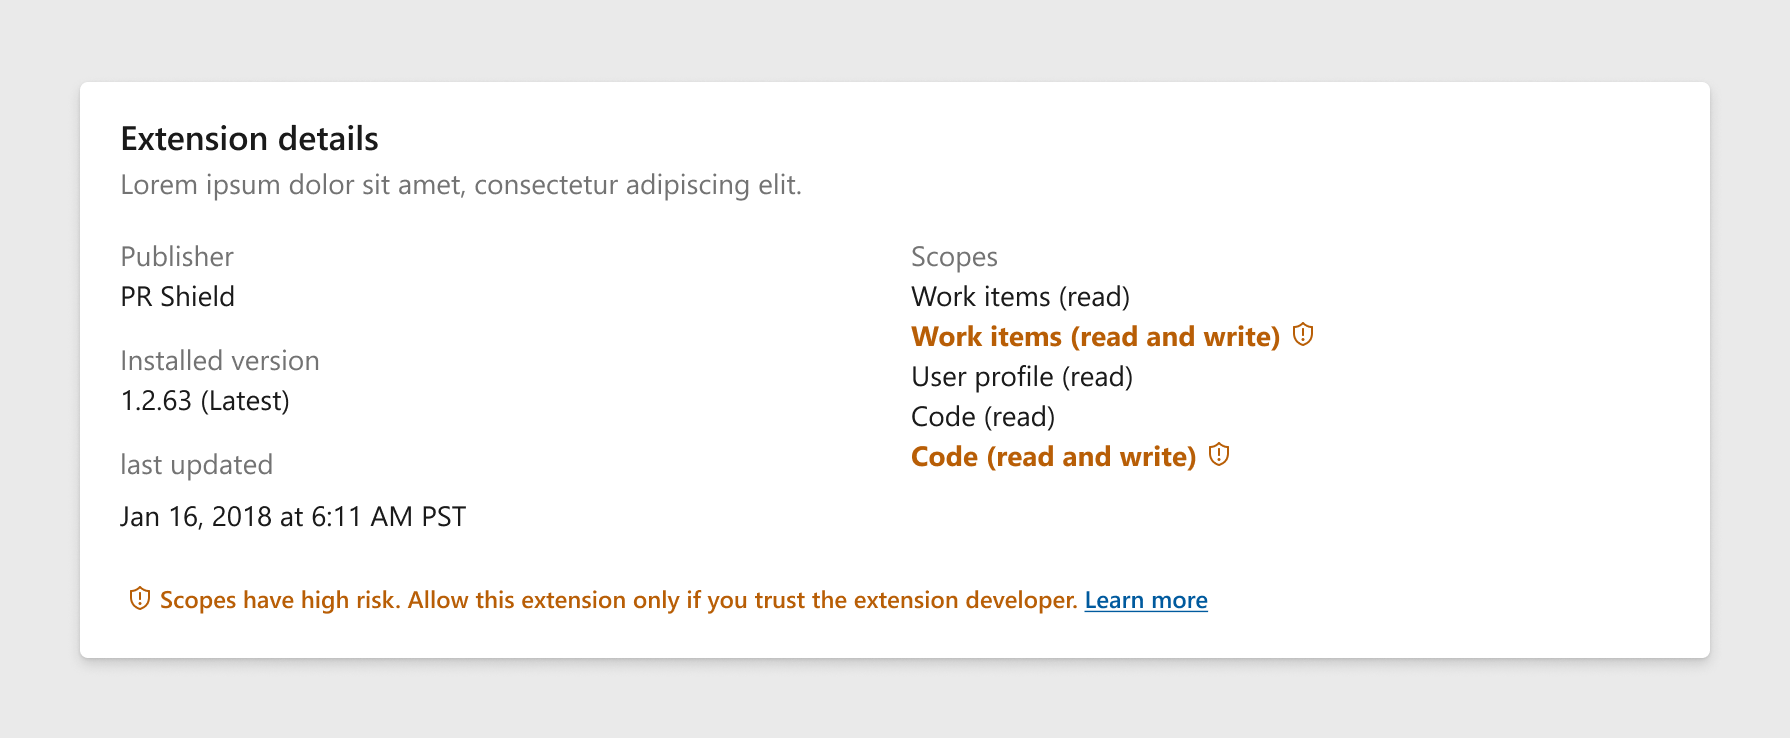 Extension details
Lorem ipsum dolor sit amet, consectetur adipiscing elit.
Publisher
PR Shield
Installed version
1.2.63 (Latest)
last updated
Jan 16, 2018 at 6:11 AM PST
Scopes
Work items (read)
Work items (read and write)
User profile (read)
Code (read)
Code (read and write)
Scopes have high risk. Allow this extension only if you trust the extension developer. Learn more